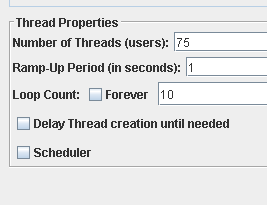 Thread Properties
Number of Threads (users): 75
Ramp-Up Period (in seconds): 1
Loop Count: Forever 10
Delay Thread creation until needed
Scheduler